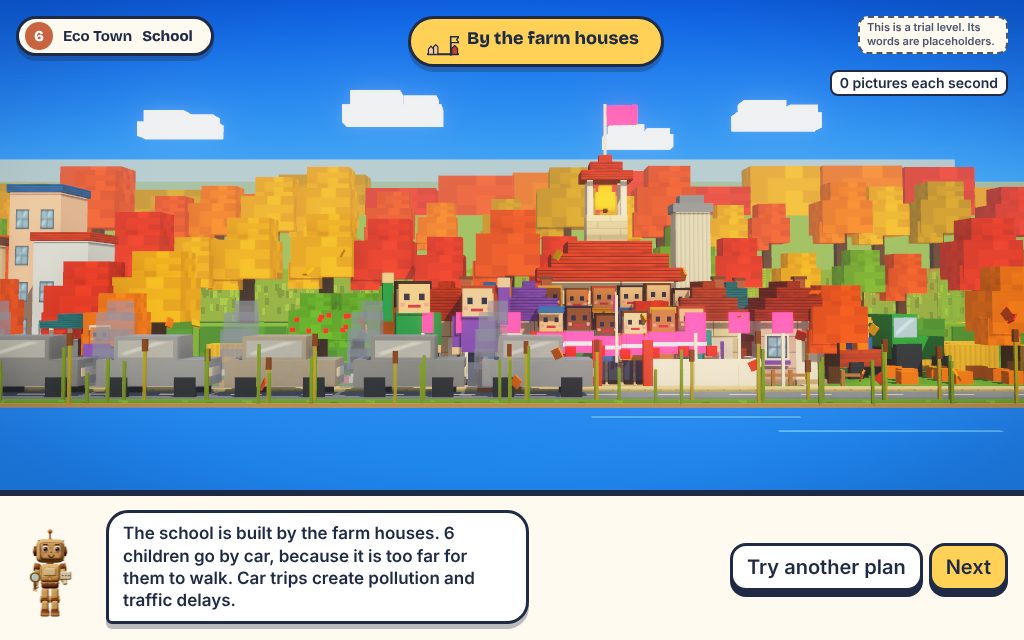 6 Eco Town School
By the farm houses
This is a trial level. Its
words are placeholders.
0 pictures each second
The school is built by the farm houses. 6
children go by car, because it is too far for
them to walk. Car trips create pollution and
traffic delays.
Try another plan
Next